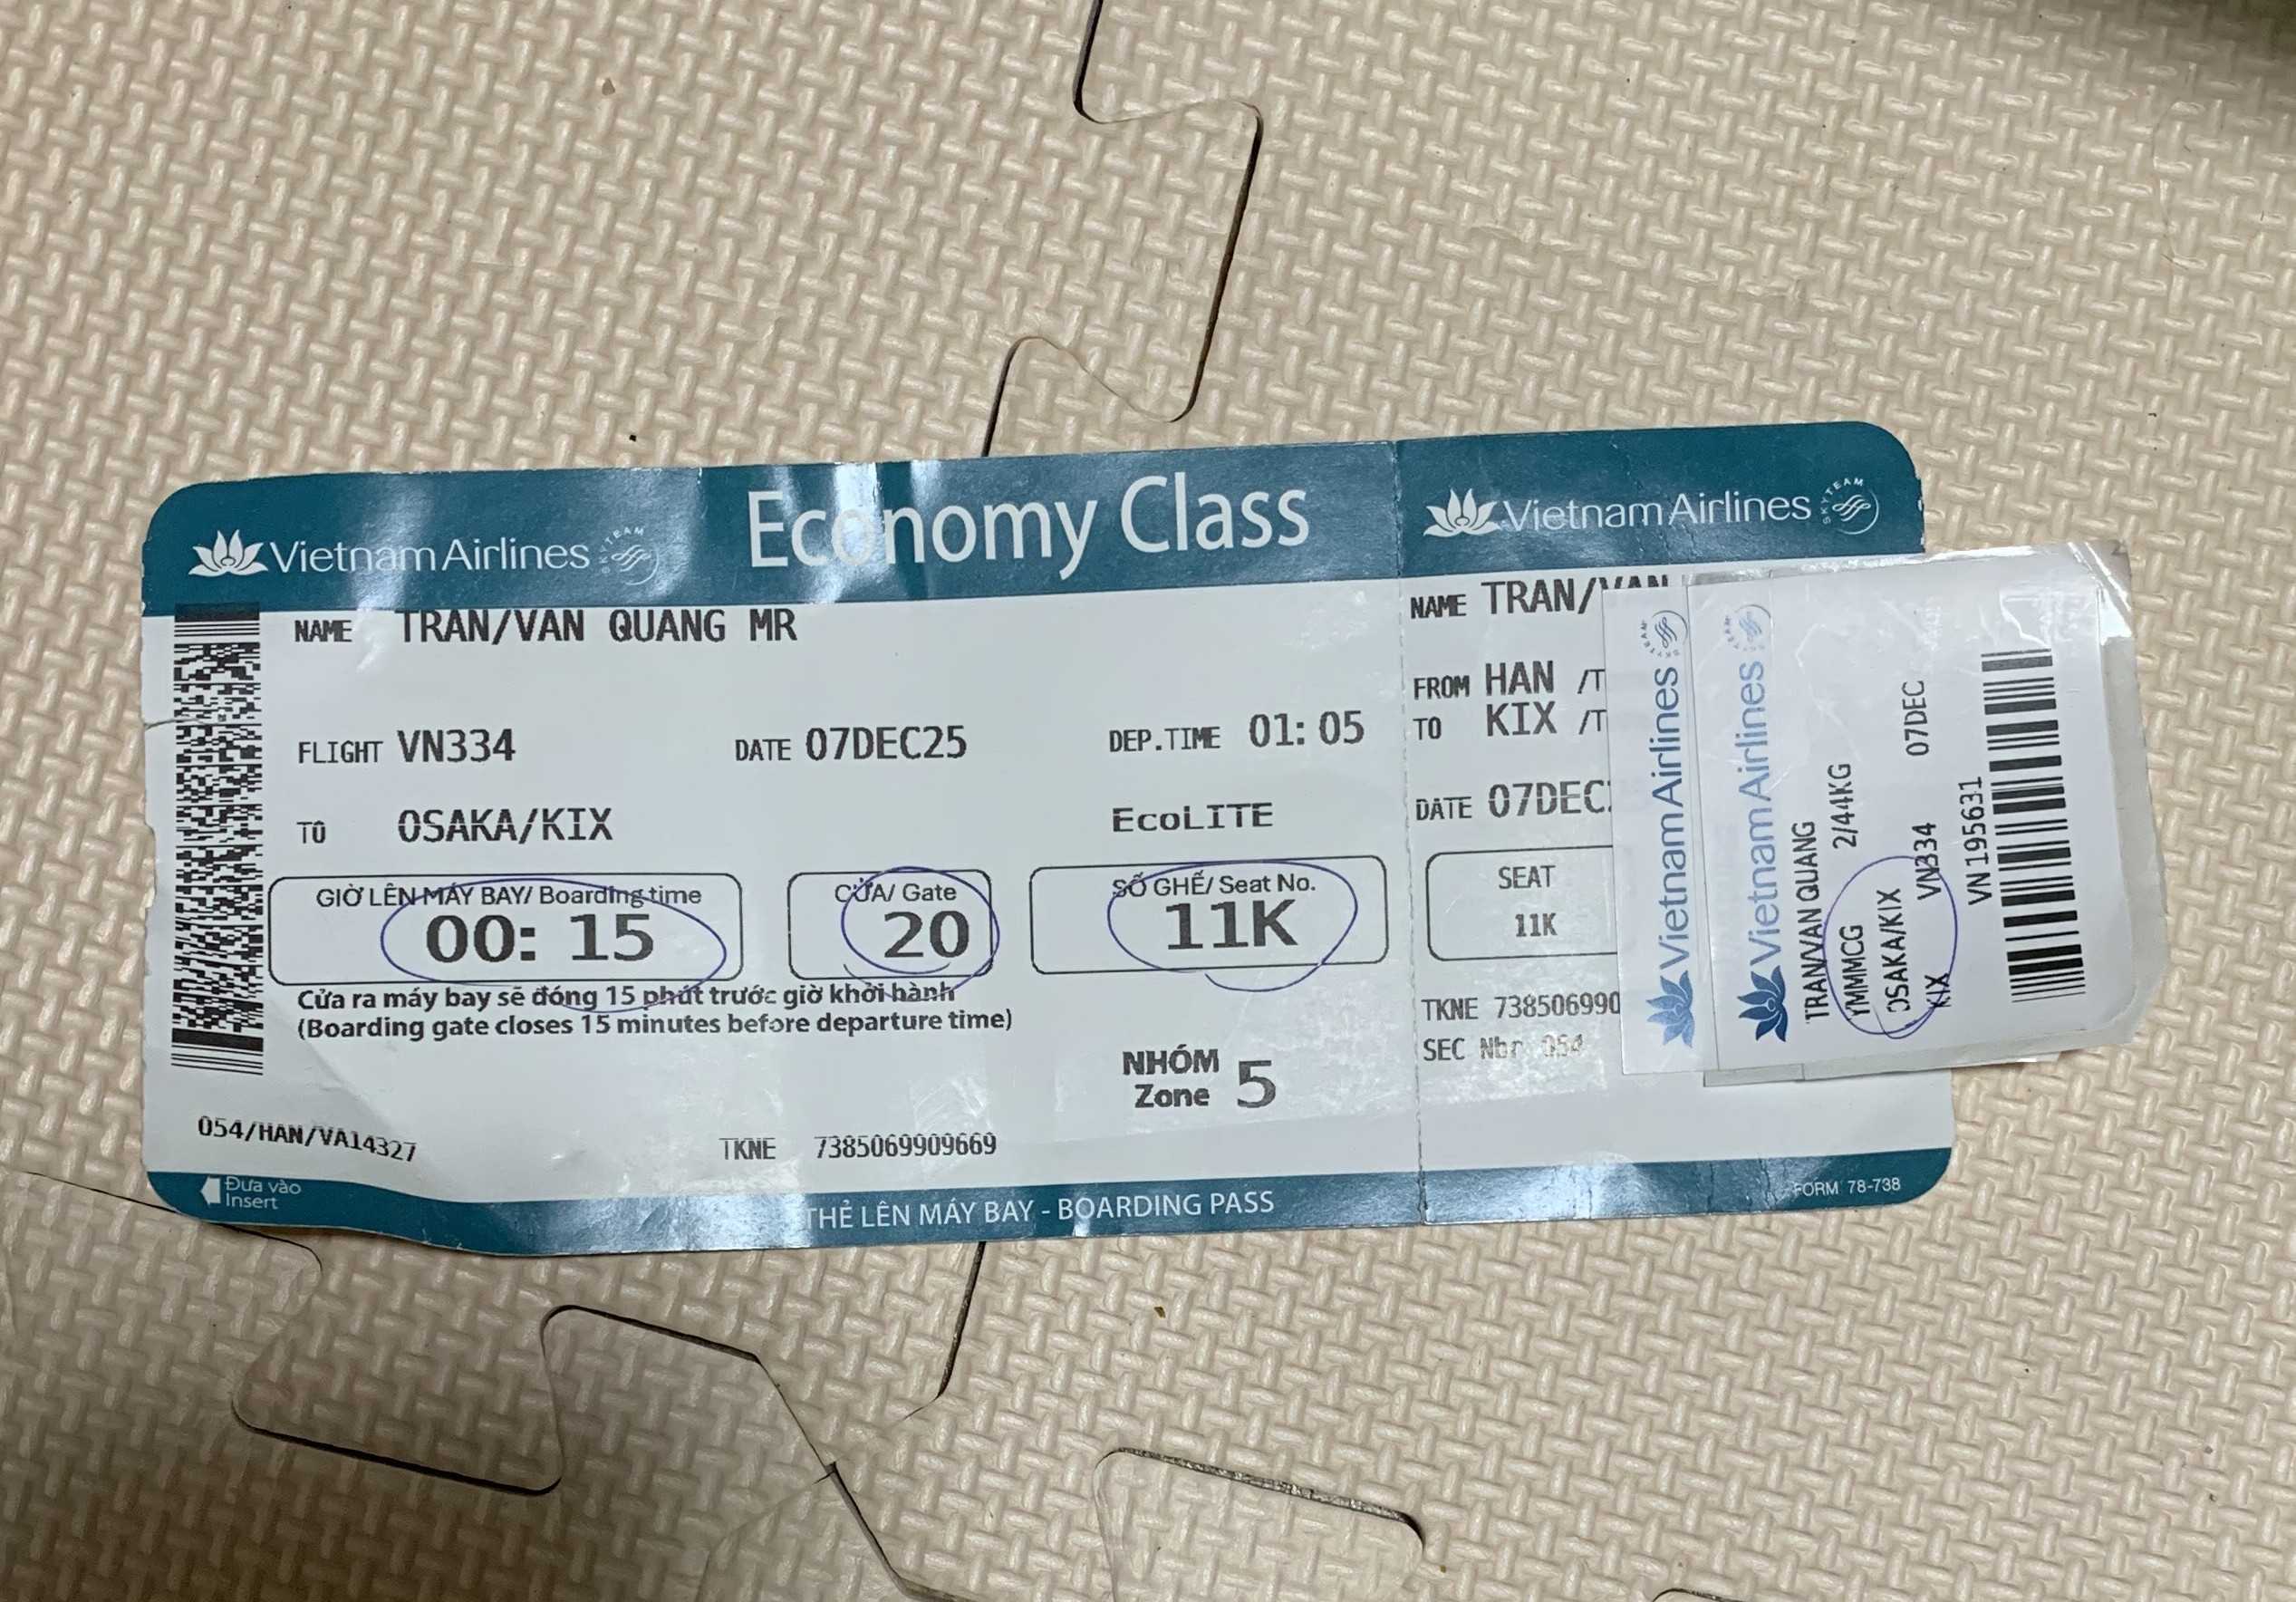 Vietnam Airlines SKYTEAM
Economy Class
NAME TRAN/VAN QUANG MR
FLIGHT VN334 DATE 07DEC25 DEP.TIME 01:05
TO OSAKA/KIX EcoLITE
GIỜ LÊN MÁY BAY/ Boarding time
00:15
CỬA/ Gate
20
SỐ GHẾ/ Seat No.
11K
Cửa ra máy bay sẽ đóng 15 phút trước giờ khởi hành
(Boarding gate closes 15 minutes before departure time)
NHÓM
Zone 5
054/HAN/VA14327 TKNE 7385069909669
Đưa vào
Insert
THẺ LÊN MÁY BAY - BOARDING PASS
Vietnam Airlines SKYTEAM
NAME TRAN/VAN
FROM HAN /T
TO KIX /T
DATE 07DEC
SEAT
11K
TKNE 738506990
SEC Nbr 054
FORM 78-738
Vietnam Airlines SKYTEAM
Vietnam Airlines SKYTEAM
TRAN/VAN QUANG
YMMMCG 2/44KG
OSAKA/KIX
KIX VN334 07DEC
VN 195631